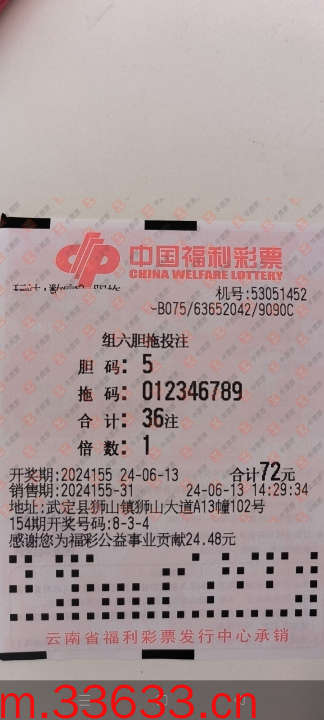 中国福利彩票
CHINA WELFARE LOTTERY
机号:53051452
-B075/63652042/9090C
组六胆拖投注
胆 码: 5
拖 码: 012346789
合 计: 36注
倍 数: 1
开奖期:2024155 24-06-13 合计72元
销售期:2024155-31 24-06-13 14:29:34
地址:武定县狮山镇狮山大道A13幢102号
154期开奖号码:8-3-4
感谢您为福彩公益事业贡献24.48元
云南省福利彩票发行中心承销
m.33633.cn